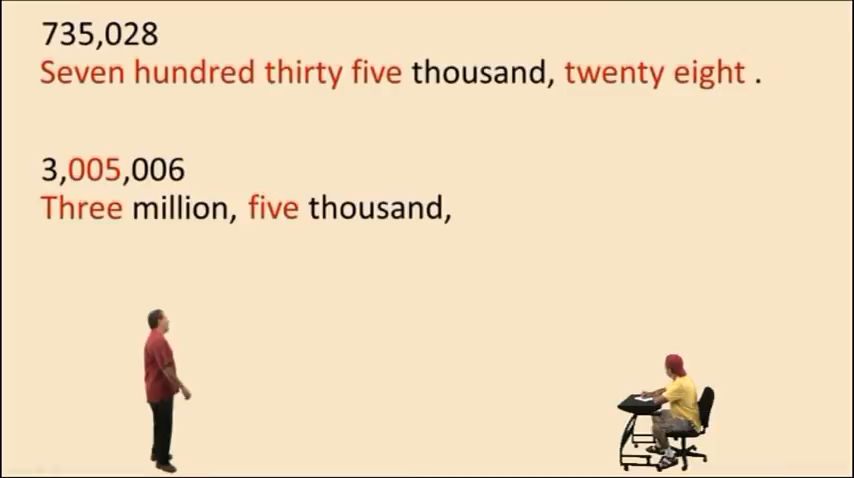 735,028
Seven hundred thirty five thousand, twenty eight .
3,005,006
Three million, five thousand,